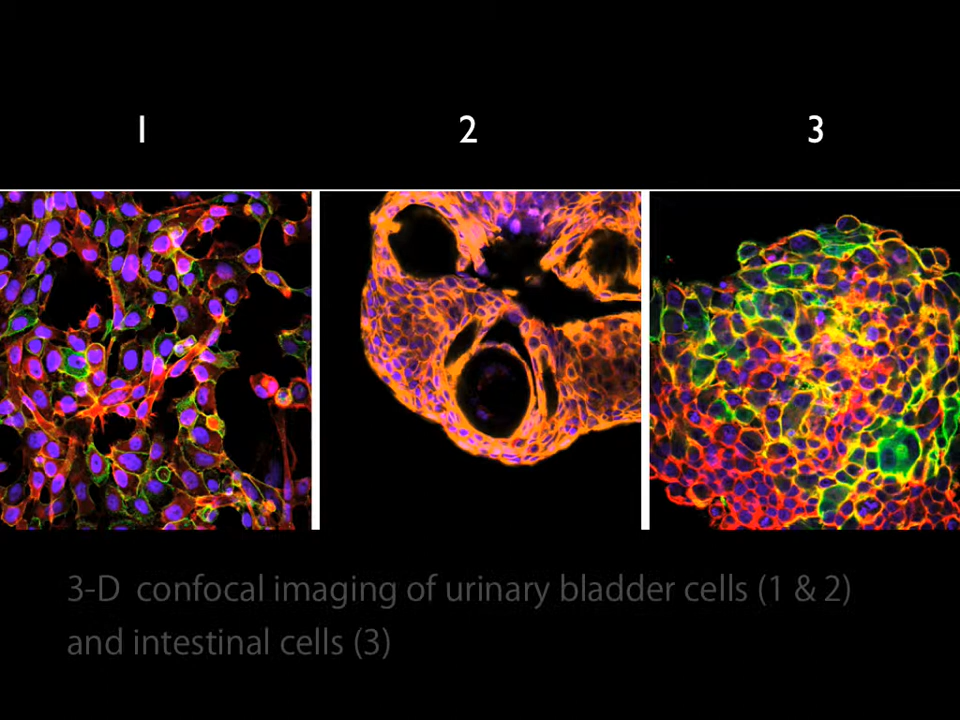 1 2 3
3-D confocal imaging of urinary bladder cells (1 & 2)
and intestinal cells (3)